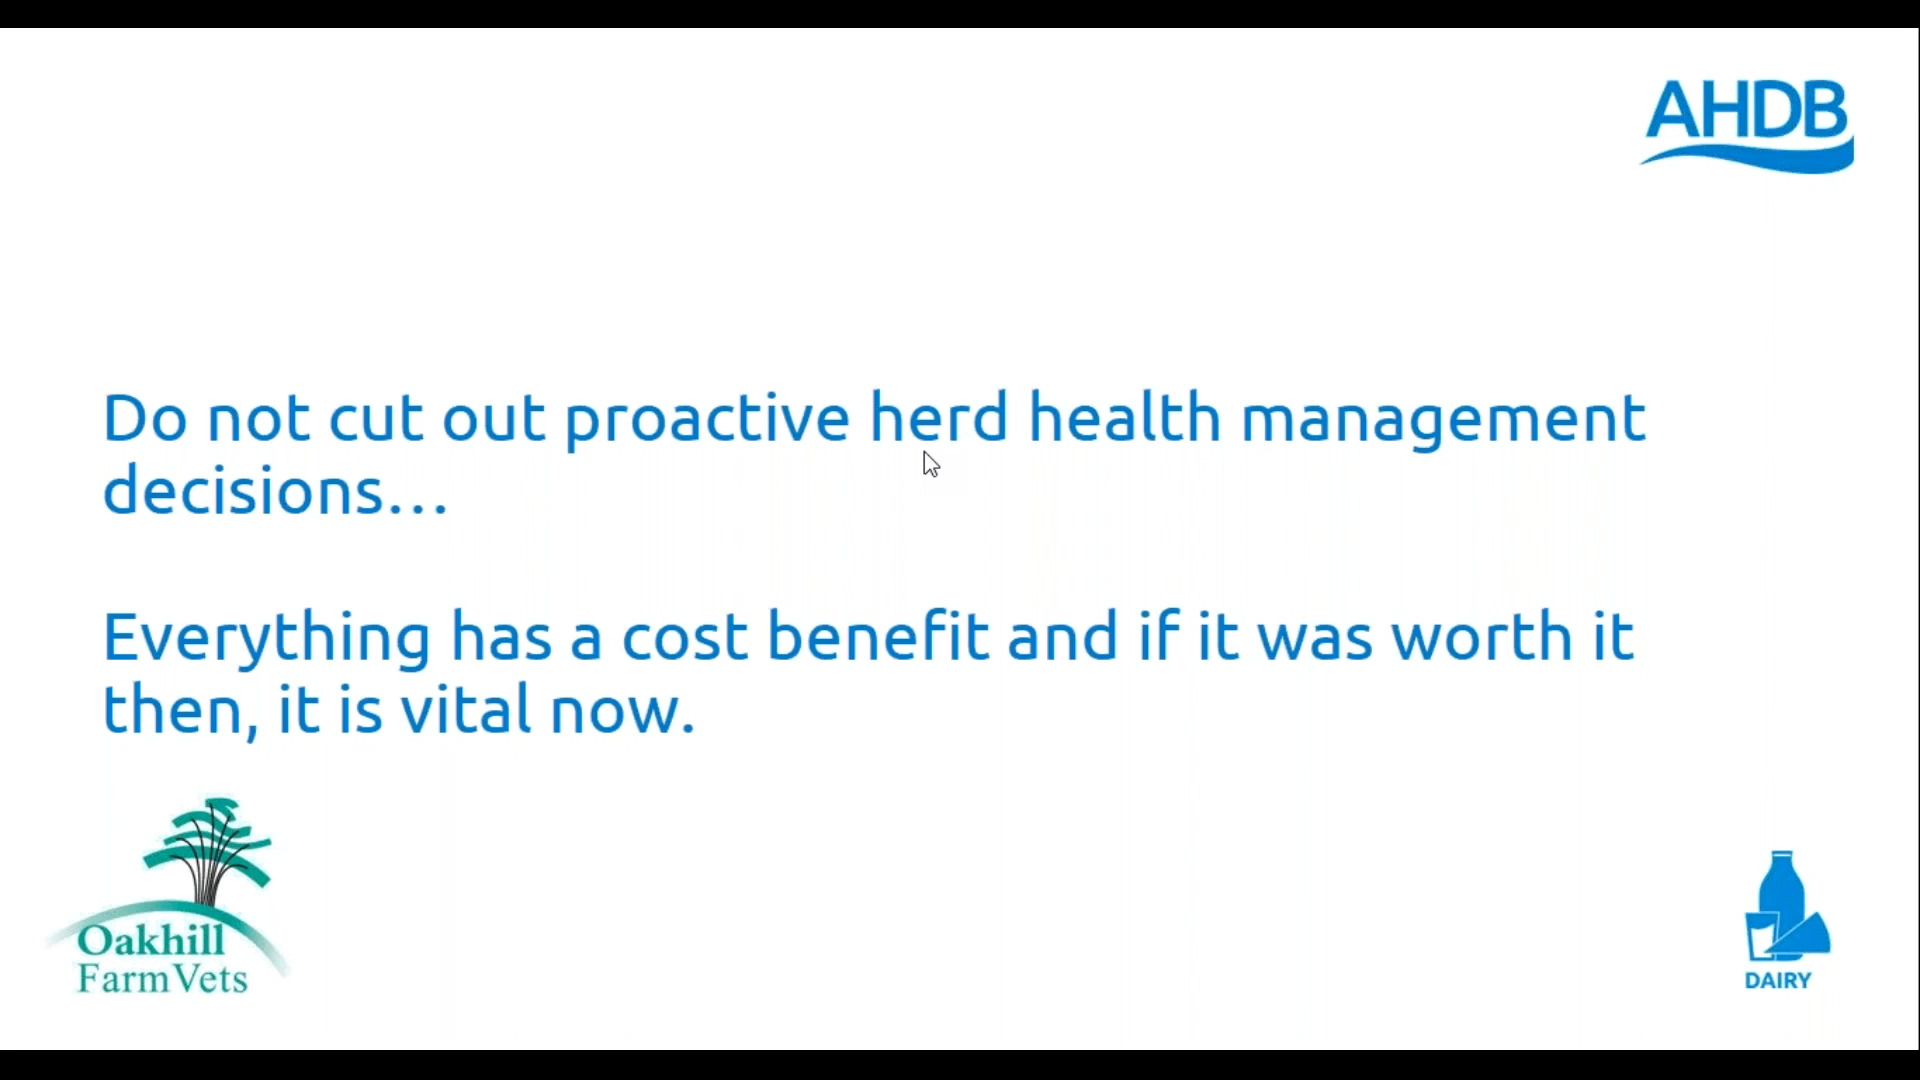 AHDB
Do not cut out proactive herd health management
decisions...
Everything has a cost benefit and if it was worth it
then, it is vital now.
Oakhill
Farm Vets
DAIRY